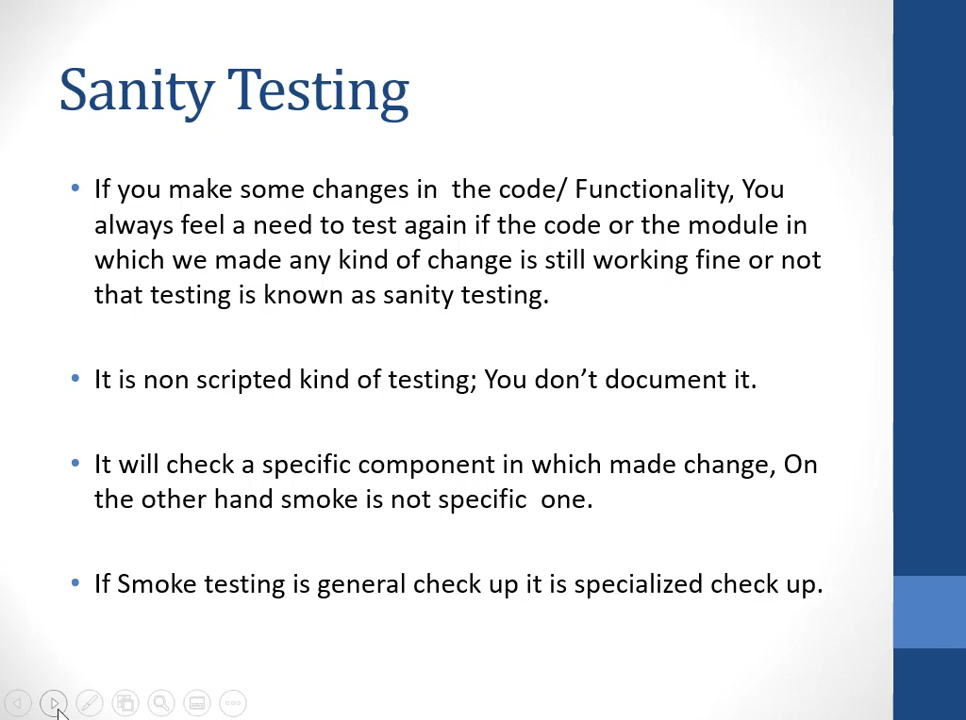 Sanity Testing
• If you make some changes in  the code/ Functionality, You
always feel a need to test again if the code or the module in
which we made any kind of change is still working fine or not
that testing is known as sanity testing.
• It is non scripted kind of testing; You don’t document it.
• It will check a specific component in which made change, On
the other hand smoke is not specific  one.
• If Smoke testing is general check up it is specialized check up.